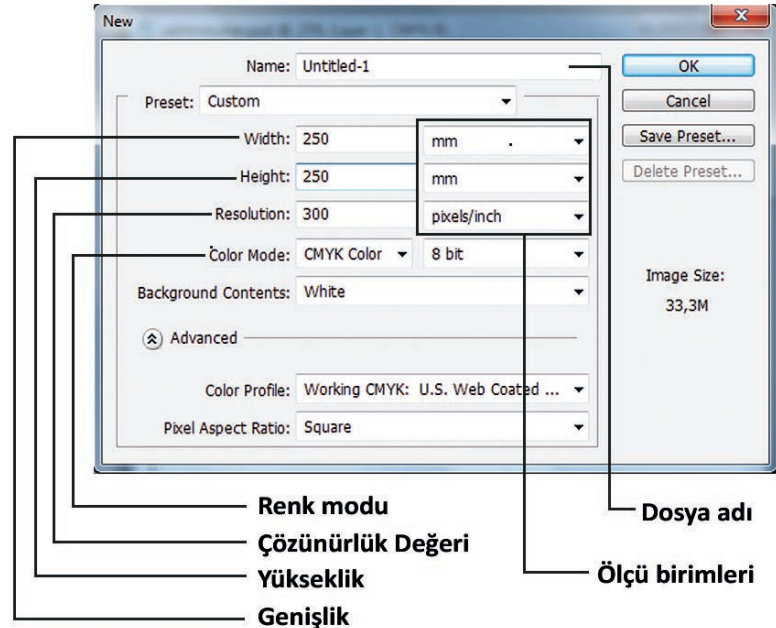 New
Name: Untitled-1
OK
Preset: Custom
Cancel
Width: 250 mm
Save Preset...
Height: 250 mm
Delete Preset...
Resolution: 300 pixels/inch
Color Mode: CMYK Color 8 bit
Image Size:
Background Contents: White
33,3M
Advanced
Color Profile: Working CMYK: U.S. Web Coated ...
Pixel Aspect Ratio: Square
Renk modu
Dosya adı
Çözünürlük Değeri
Yükseklik
Ölçü birimleri
Genişlik